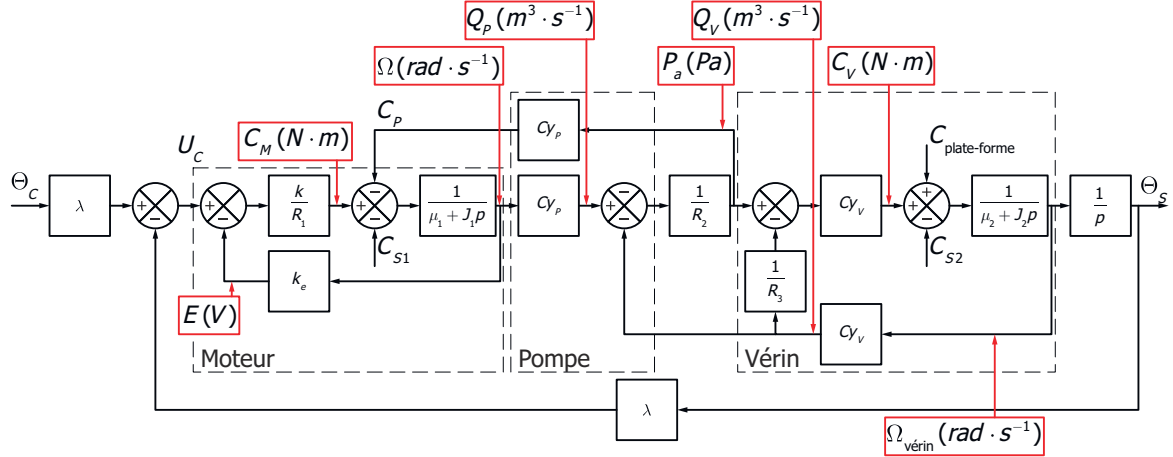 Q_P (m³ · s⁻¹)
Q_V (m³ · s⁻¹)
Ω (rad · s⁻¹)
P_a (Pa)
C_V (N · m)
C_P
Cy_P
C_plate-forme
U_C
C_M (N · m)
Θ_C
λ
+
−
+
−
k/R_1
+
−
−
1/(μ_1 + J_1p)
Cy_P
−
+
−
1/R_2
+
−
Cy_V
+
+
−
1/(μ_2 + J_2p)
1/p
Θ_S
C_S1
C_S2
k_e
1/R_3
E (V)
Cy_V
Moteur
Pompe
Vérin
λ
Ω_vérin (rad · s⁻¹)